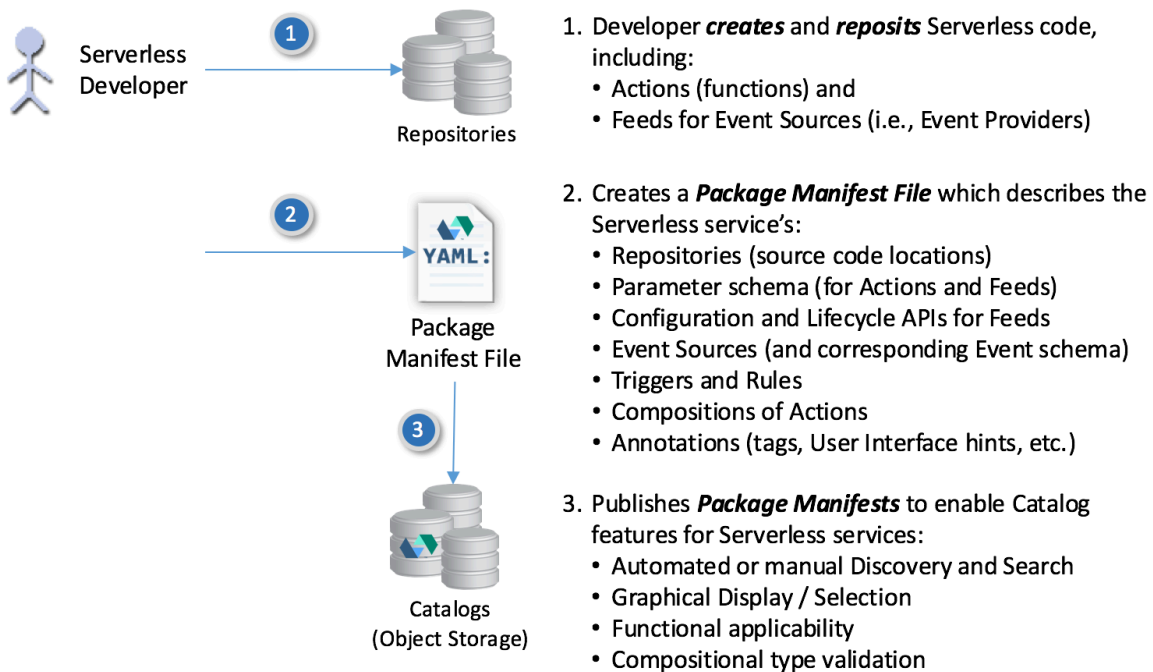 Serverless
Developer
1
Repositories
1. Developer creates and reposits Serverless code,
including:
• Actions (functions) and
• Feeds for Event Sources (i.e., Event Providers)
2
YAML:
Package
Manifest File
2. Creates a Package Manifest File which describes the
Serverless service’s:
• Repositories (source code locations)
• Parameter schema (for Actions and Feeds)
• Configuration and Lifecycle APIs for Feeds
• Event Sources (and corresponding Event schema)
• Triggers and Rules
• Compositions of Actions
• Annotations (tags, User Interface hints, etc.)
3
Catalogs
(Object Storage)
3. Publishes Package Manifests to enable Catalog
features for Serverless services:
• Automated or manual Discovery and Search
• Graphical Display / Selection
• Functional applicability
• Compositional type validation